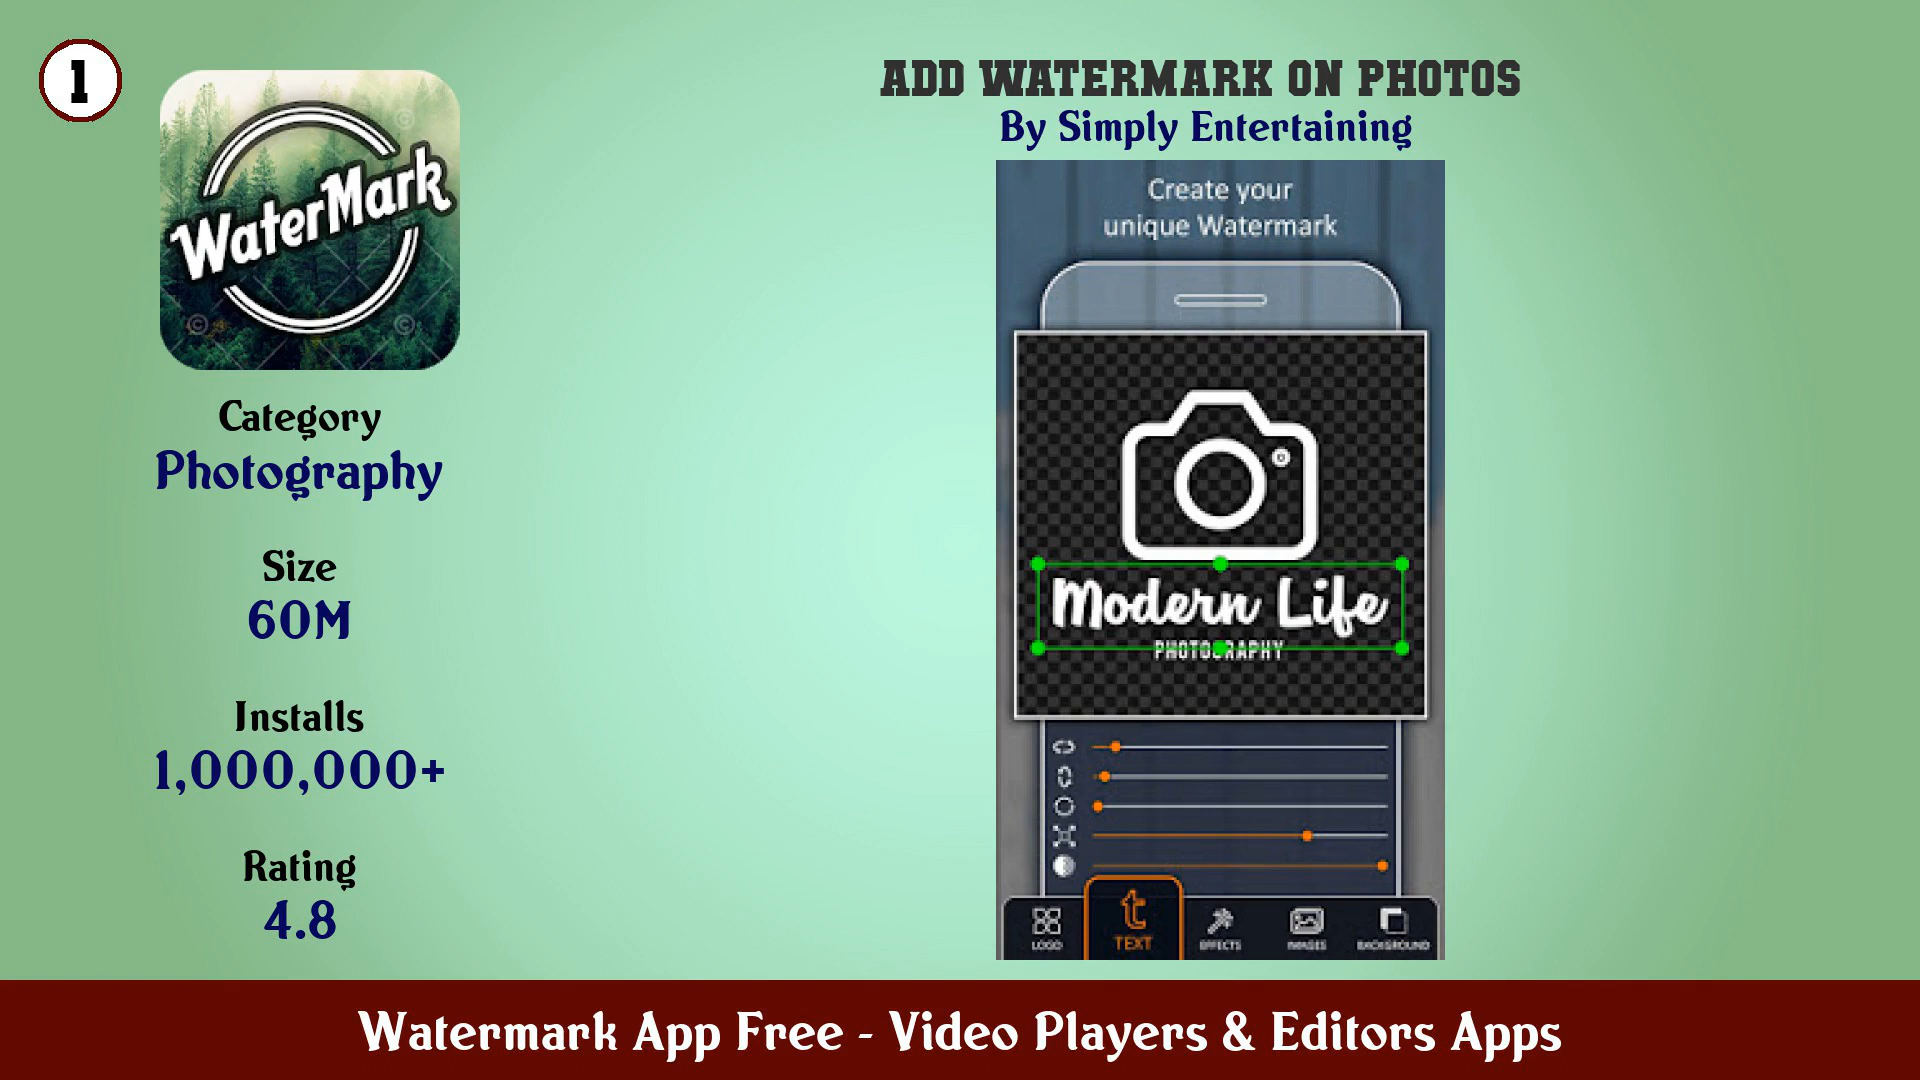 1
WaterMark
Category
Photography
Size
60M
Installs
1,000,000+
Rating
4.8
ADD WATERMARK ON PHOTOS
By Simply Entertaining
Create your
unique Watermark
Modern Life
PHOTOGRAPHY
LOGO
TEXT
EFFECTS
IMAGES
BACKGROUND
Watermark App Free - Video Players & Editors Apps